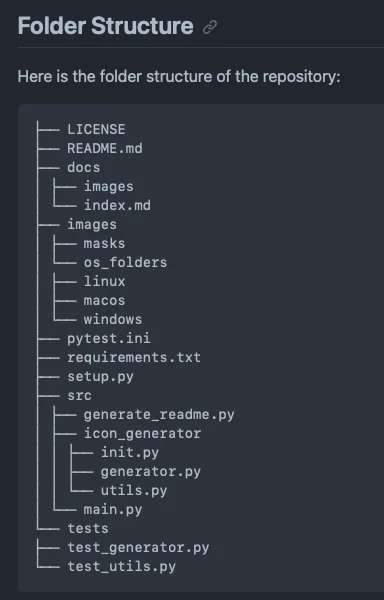 Folder Structure
Here is the folder structure of the repository:
├── LICENSE
├── README.md
├── docs
│ ├── images
│ └── index.md
├── images
│ ├── masks
│ └── os_folders
│ ├── linux
│ ├── macos
│ └── windows
├── pytest.ini
├── requirements.txt
├── setup.py
├── src
│ ├── generate_readme.py
│ ├── icon_generator
│ │ ├── init.py
│ │ ├── generator.py
│ │ └── utils.py
│ └── main.py
└── tests
├── test_generator.py
└── test_utils.py